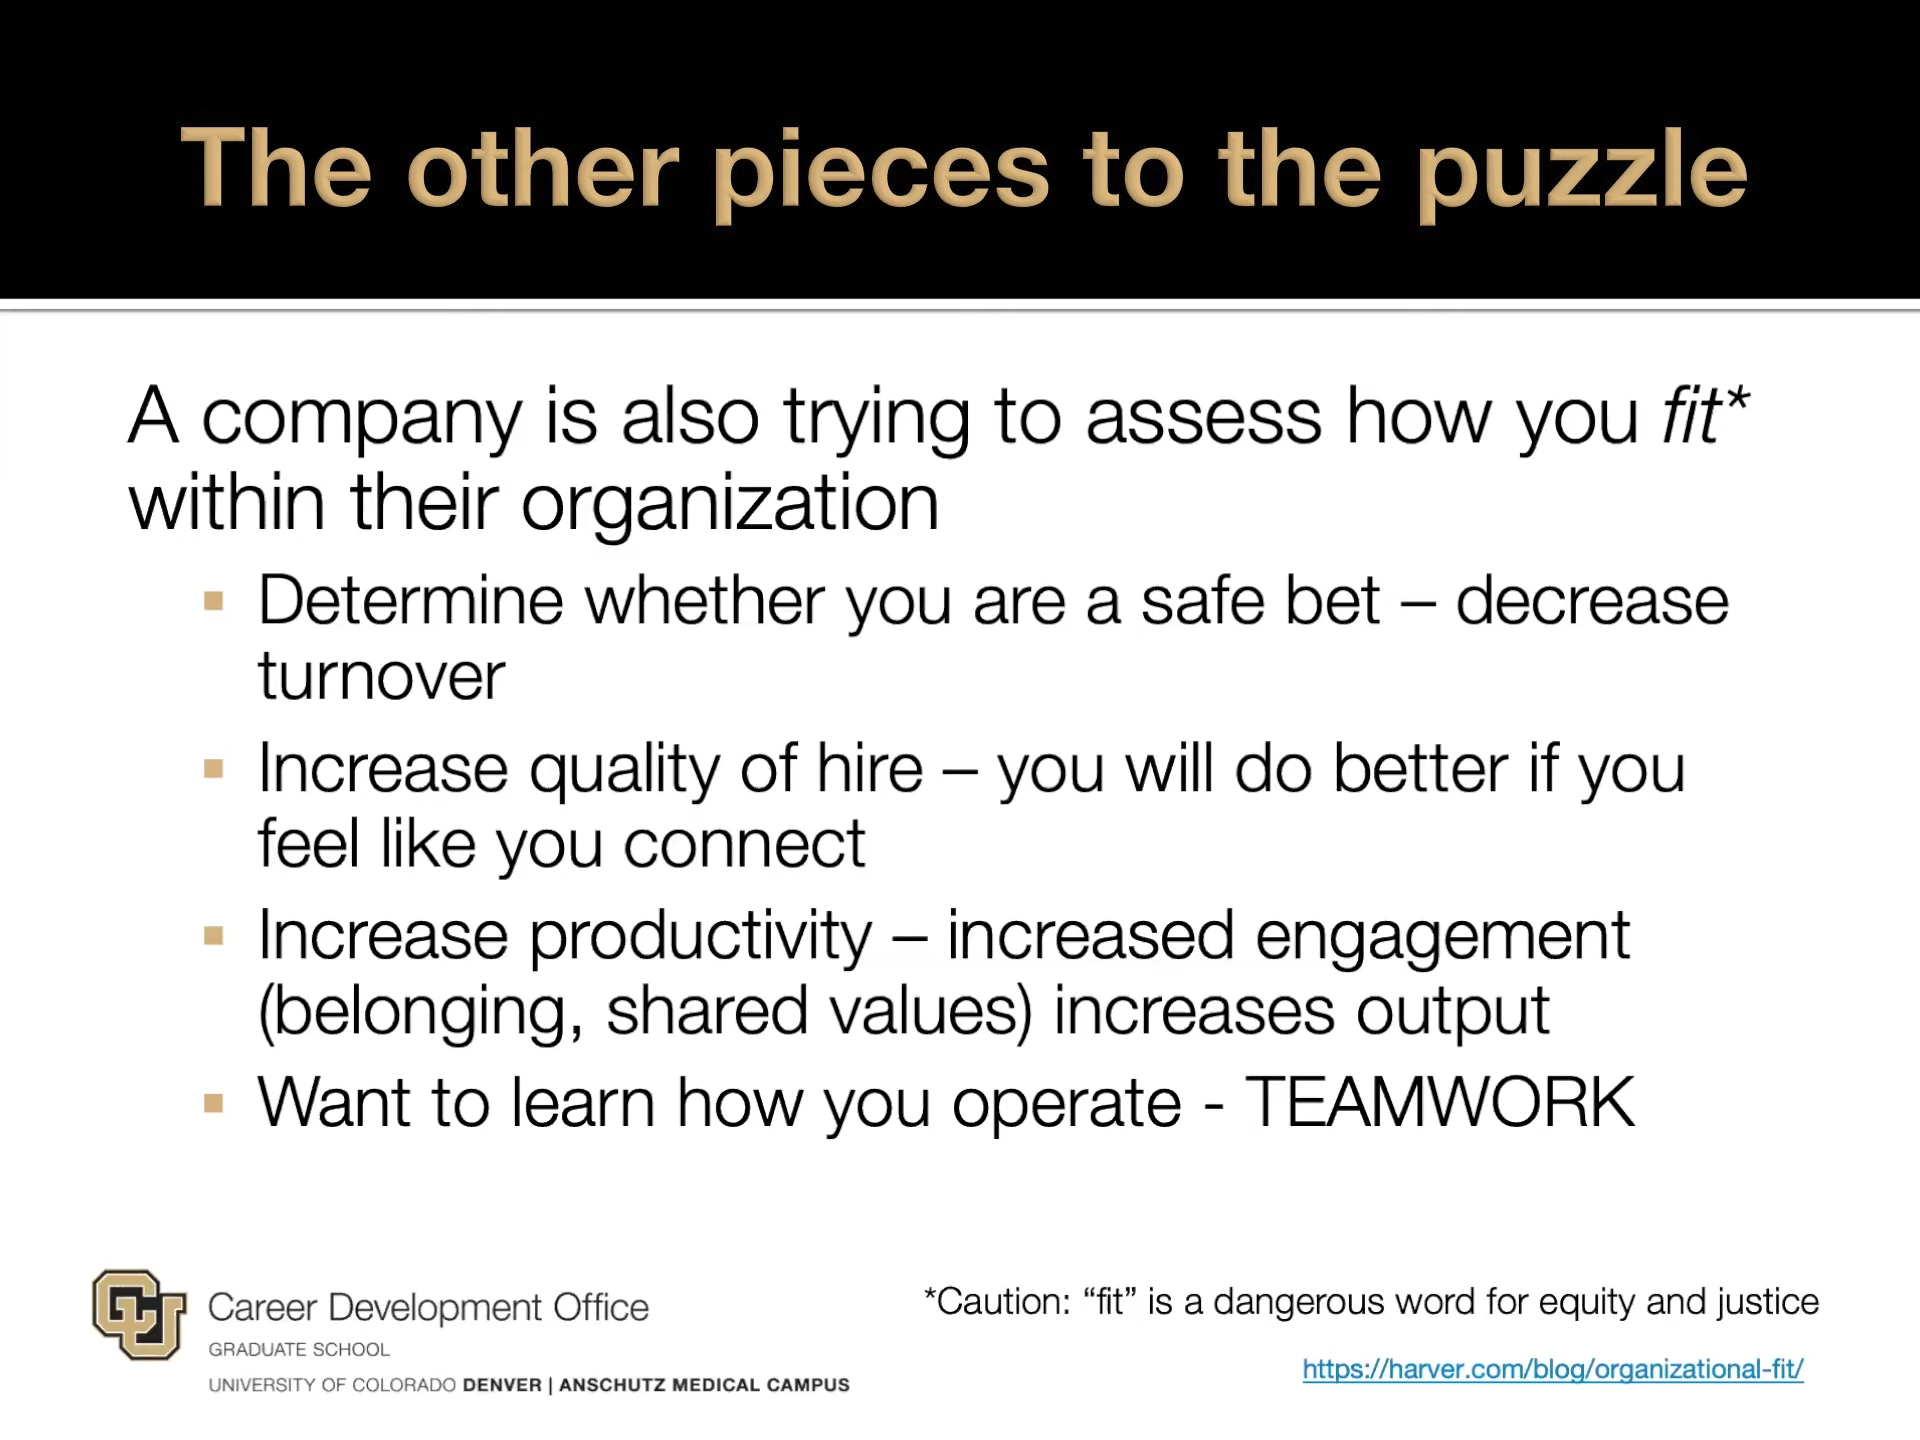 The other pieces to the puzzle
A company is also trying to assess how you fit*
within their organization
▪ Determine whether you are a safe bet – decrease
turnover
▪ Increase quality of hire – you will do better if you
feel like you connect
▪ Increase productivity – increased engagement
(belonging, shared values) increases output
▪ Want to learn how you operate - TEAMWORK
CU
Career Development Office
GRADUATE SCHOOL
UNIVERSITY OF COLORADO DENVER | ANSCHUTZ MEDICAL CAMPUS
*Caution: “fit” is a dangerous word for equity and justice
https://harver.com/blog/organizational-fit/